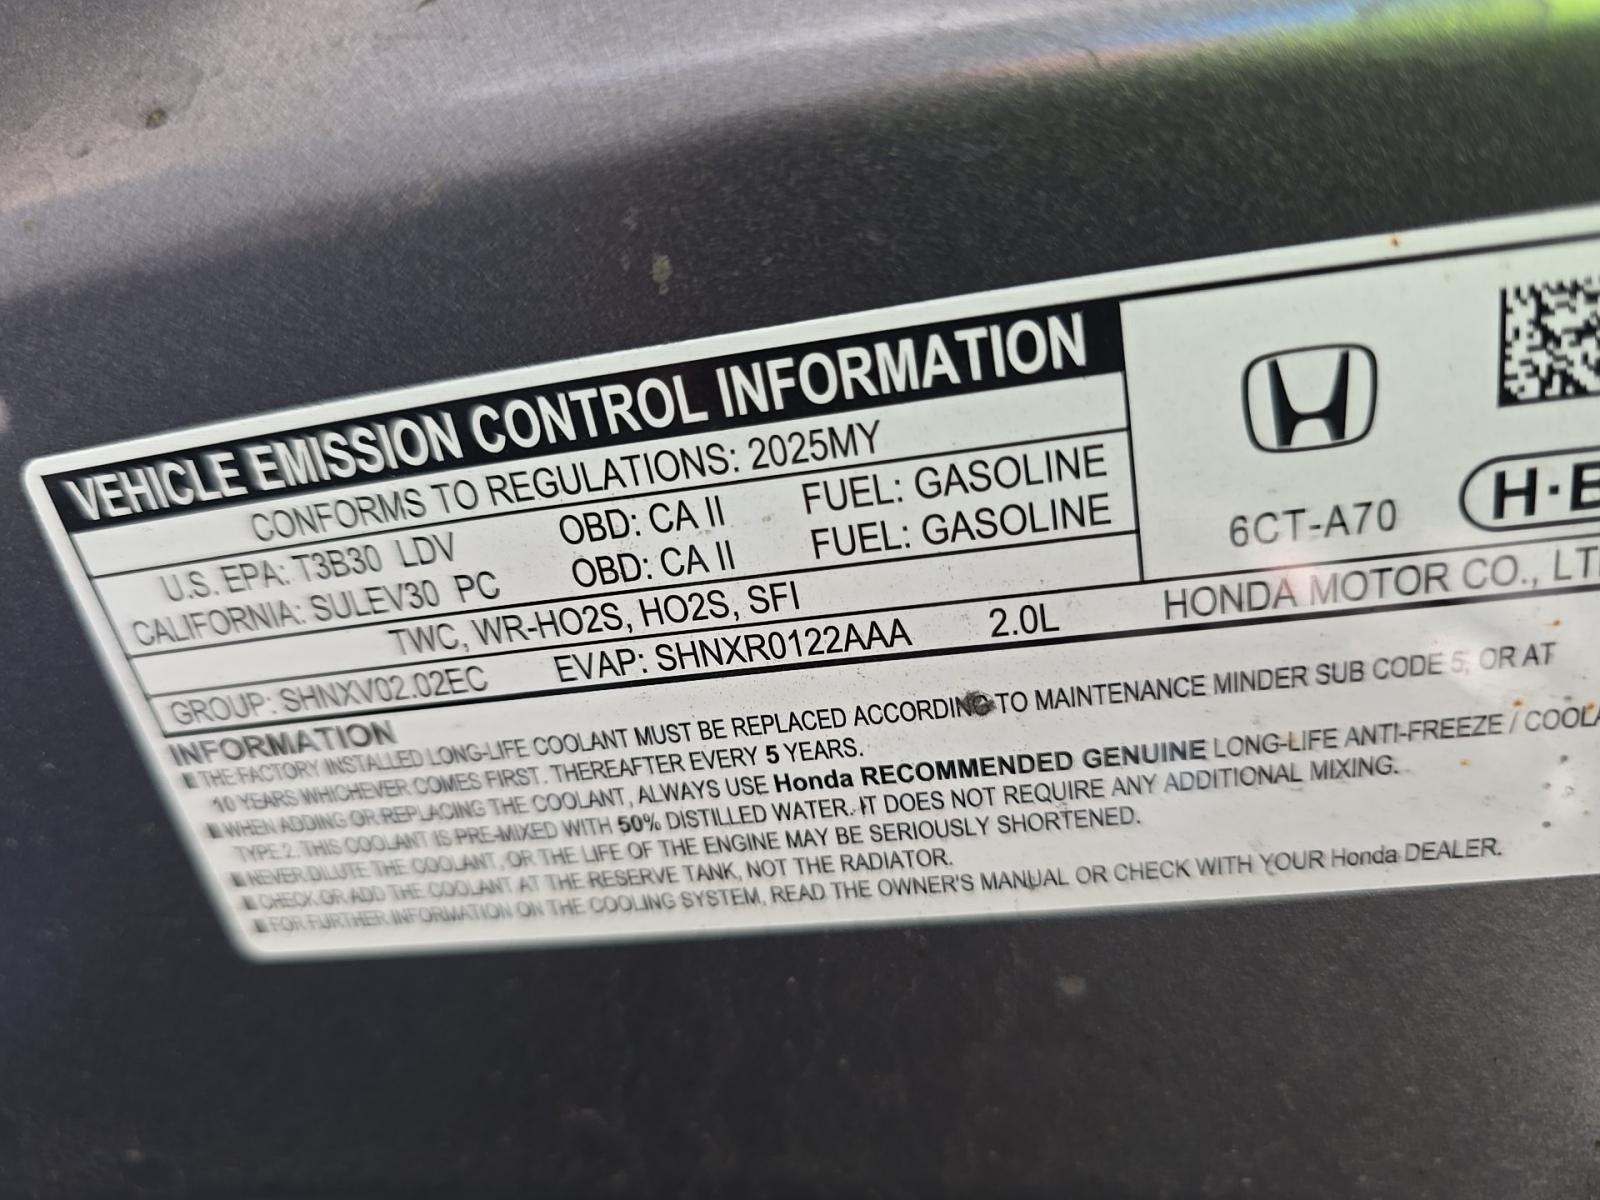 VEHICLE EMISSION CONTROL INFORMATION
CONFORMS TO REGULATIONS: 2025MY
U.S. EPA: T3B30 LDV OBD: CA II FUEL: GASOLINE
CALIFORNIA: SULEV30 PC OBD: CA II FUEL: GASOLINE
TWC, WR-HO2S, HO2S, SFI
GROUP: SHNXV02.02EC EVAP: SHNXR0122AAA 2.0L
6CT-A70
H·E
HONDA MOTOR CO., LT
INFORMATION
THE FACTORY INSTALLED LONG-LIFE COOLANT MUST BE REPLACED ACCORDING TO MAINTENANCE MINDER SUB CODE 5, OR AT
10 YEARS WHICHEVER COMES FIRST. THEREAFTER EVERY 5 YEARS.
WHEN ADDING OR REPLACING THE COOLANT, ALWAYS USE Honda RECOMMENDED GENUINE LONG-LIFE ANTI-FREEZE / COOLA
TYPE 2. THIS COOLANT IS PRE-MIXED WITH 50% DISTILLED WATER. IT DOES NOT REQUIRE ANY ADDITIONAL MIXING.
NEVER DILUTE THE COOLANT, OR THE LIFE OF THE ENGINE MAY BE SERIOUSLY SHORTENED.
CHECK OR ADD THE COOLANT AT THE RESERVE TANK, NOT THE RADIATOR.
FOR FURTHER INFORMATION ON THE COOLING SYSTEM, READ THE OWNER'S MANUAL OR CHECK WITH YOUR Honda DEALER.